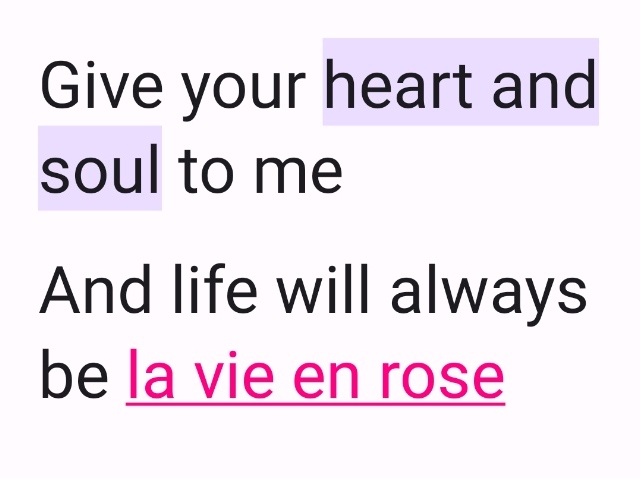 Give your heart and
soul to me
And life will always
be la vie en rose